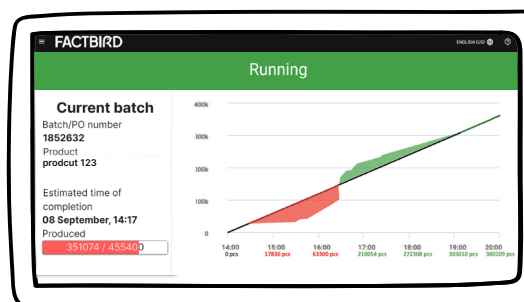 ≡ FACTBIRD ENGLISH (US)
Running
Current batch
Batch/PO number
1852632
Product
prodcut 123
Estimated time of
completion
08 September, 14:17
Produced
351074 / 455400
400k
300k
200k
100k
0
14:00 15:00 16:00 17:00 18:00 19:00 20:00
0 pcs 17830 pcs 63300 pcs 210054 pcs 272308 pcs 303010 pcs 380109 pcs